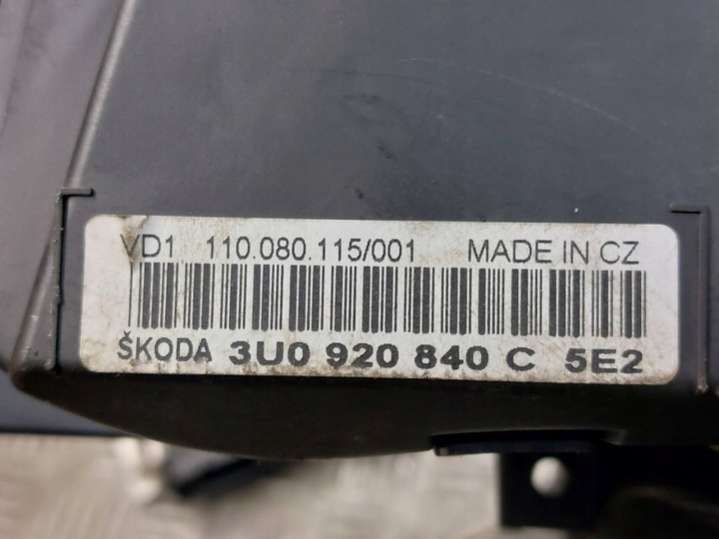 VD1 110.080.115/001 MADE IN CZ
ŠKODA 3U0 920 840 C 5E2